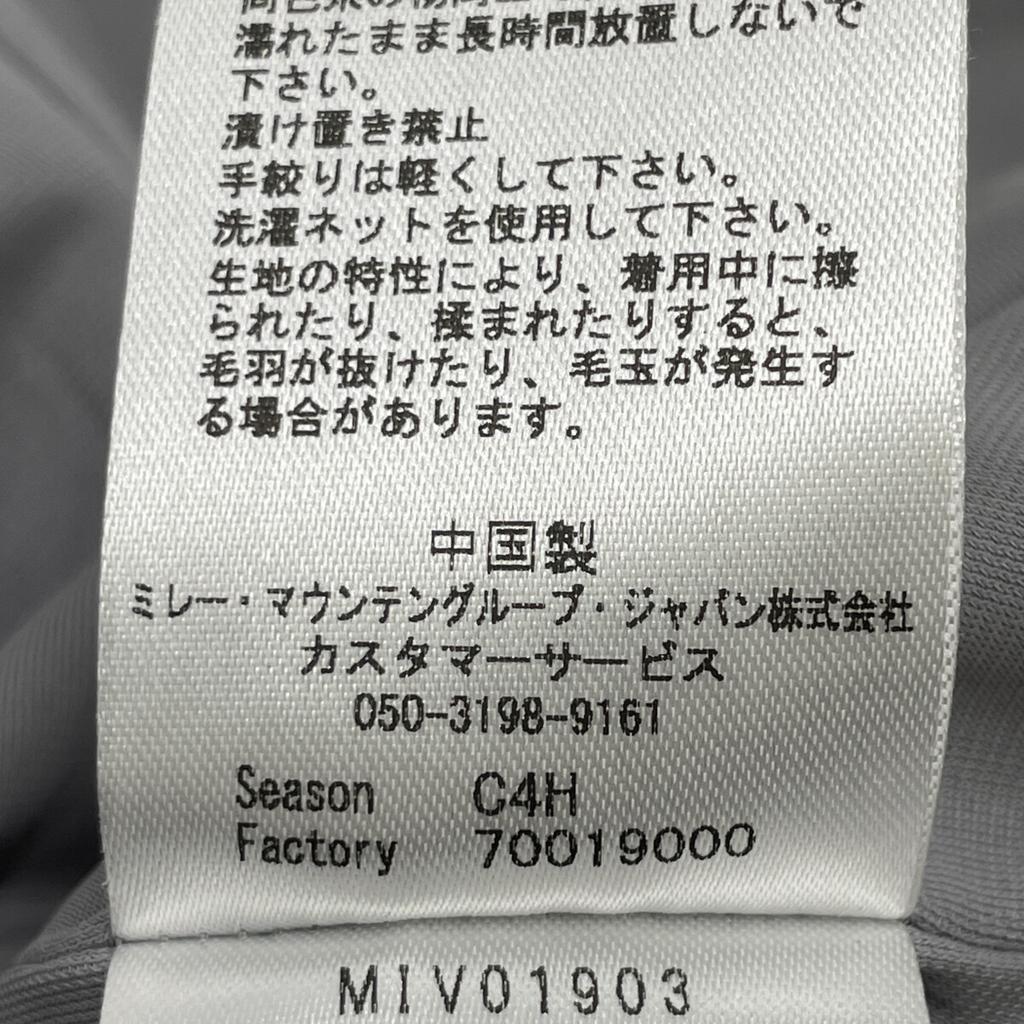 濡れたまま長時間放置しないで
下さい。
漬け置き禁止
手絞りは軽くして下さい。
洗濯ネットを使用して下さい。
生地の特性により、着用中に擦
られたり、揉まれたりすると、
毛羽が抜けたり、毛玉が発生す
る場合があります。
中国製
ミレー・マウンテングループ・ジャパン株式会社
カスタマーサービス
050-3198-9161
Season C4H
Factory 70019000
MIV01903